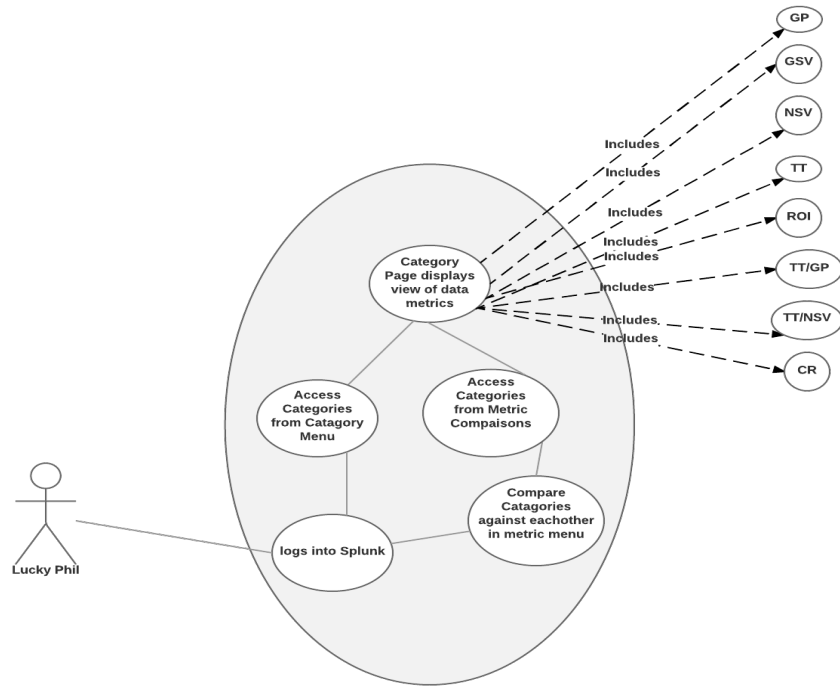 GP
GSV
NSV
TT
ROI
TT/GP
TT/NSV
CR
Includes
Includes
Includes
Includes
Includes
Includes
Includes
Includes
Category
Page displays
view of data
metrics
Access
Categories
from Catagory
Menu
Access
Categories
from Metric
Compaisons
Compare
Catagories
against eachother
in metric menu
logs into Splunk
Lucky Phil